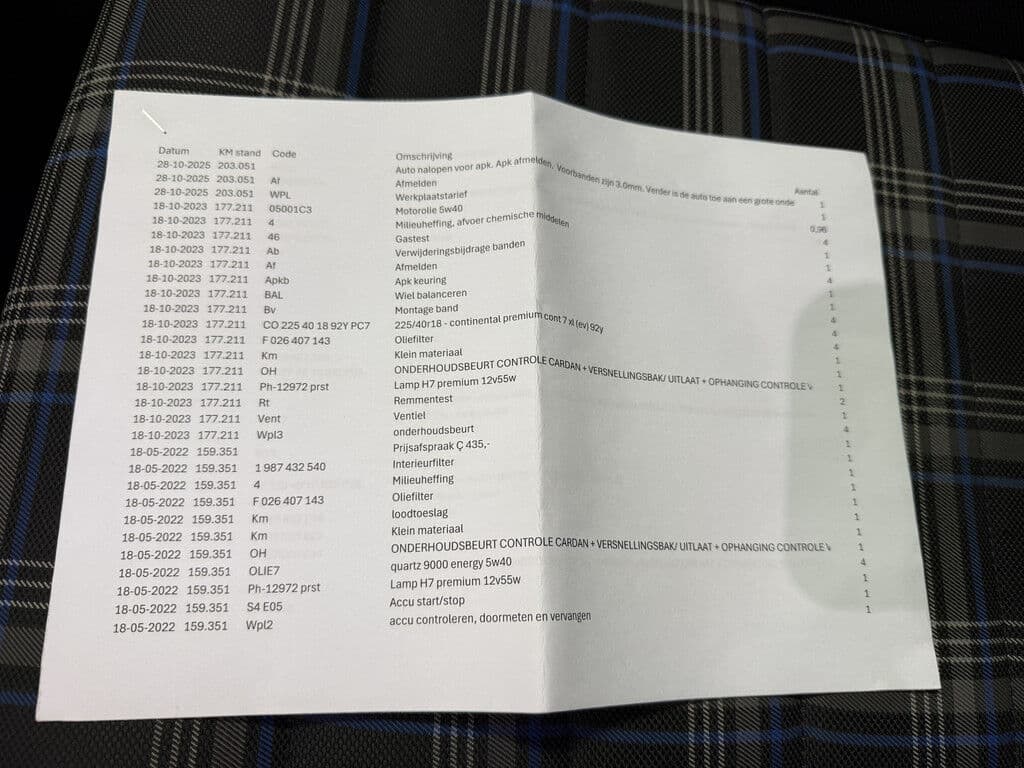 Datum KM stand Code Omschrijving Aantal
28-10-2025 203.051 Auto nalopen voor apk. Apk afmelden. Voorbanden zijn 3.0mm. Verder is de auto toe aan een grote onde 1
28-10-2025 203.051 Af Afmelden 1
28-10-2025 203.051 WPL Werkplaatstarief 0,96
18-10-2023 177.211 05001C3 Motorolie 5w40 4
18-10-2023 177.211 4 Milieuheffing, afvoer chemische middelen 1
18-10-2023 177.211 46 Gastest 1
18-10-2023 177.211 Ab Verwijderingsbijdrage banden 4
18-10-2023 177.211 Af Afmelden 1
18-10-2023 177.211 Apkb Apk keuring 1
18-10-2023 177.211 BAL Wiel balanceren 4
18-10-2023 177.211 Bv Montage band 4
18-10-2023 177.211 CO 225 40 18 92Y PC7 225/40r18 - continental premium cont 7 xl (ev) 92y 4
18-10-2023 177.211 F 026 407 143 Oliefilter 1
18-10-2023 177.211 Km Klein materiaal 1
18-10-2023 177.211 OH ONDERHOUDSBEURT CONTROLE CARDAN + VERSNELLINGSBAK/ UITLAAT + OPHANGING CONTROLE 1
18-10-2023 177.211 Ph-12972 prst Lamp H7 premium 12v55w 2
18-10-2023 177.211 Rt Remmentest 1
18-10-2023 177.211 Vent Ventiel 4
18-10-2023 177.211 Wpl3 onderhoudsbeurt 1
18-05-2022 159.351 Prijsafspraak Ç 435,- 1
18-05-2022 159.351 1 987 432 540 Interieurfilter 1
18-05-2022 159.351 4 Milieuheffing 1
18-05-2022 159.351 F 026 407 143 Oliefilter 1
18-05-2022 159.351 Km loodtoeslag 1
18-05-2022 159.351 Km Klein materiaal 1
18-05-2022 159.351 OH ONDERHOUDSBEURT CONTROLE CARDAN + VERSNELLINGSBAK/ UITLAAT + OPHANGING CONTROLE 1
18-05-2022 159.351 OLIE7 quartz 9000 energy 5w40 4
18-05-2022 159.351 Ph-12972 prst Lamp H7 premium 12v55w 1
18-05-2022 159.351 S4 E05 Accu start/stop 1
18-05-2022 159.351 Wpl2 accu controleren, doormeten en vervangen 1